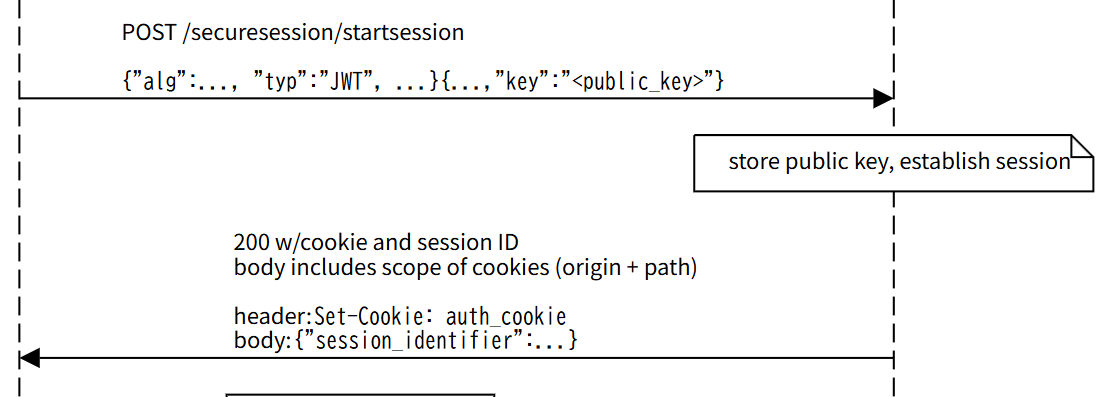 POST /securesession/startsession
{"alg":..., "typ":"JWT", ...}{...,"key":"<public_key>"}
store public key, establish session
200 w/cookie and session ID
body includes scope of cookies (origin + path)
header:Set-Cookie: auth_cookie
body:{"session_identifier":...}